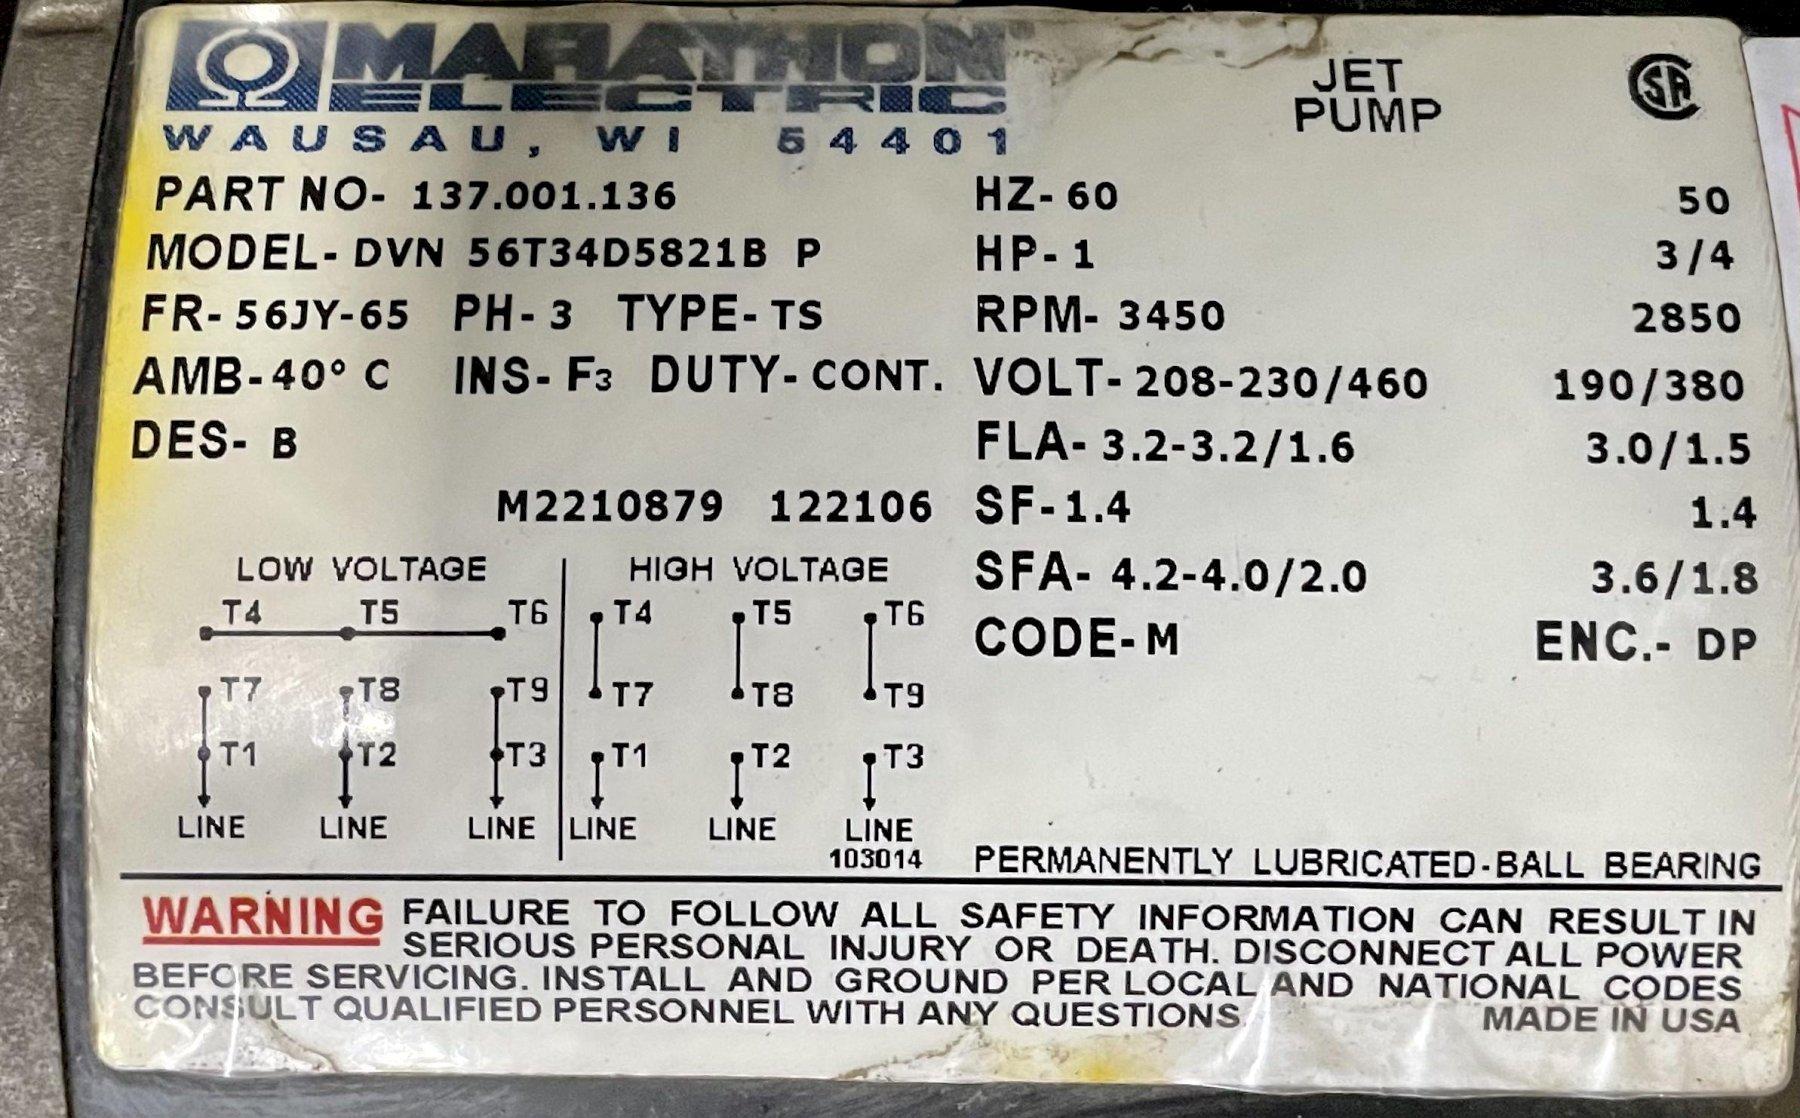 MARATHON
ELECTRIC
WAUSAU, WI 54401
JET
PUMP
SA
PART NO- 137.001.136
MODEL- DVN 56T34D5821B P
FR- 56JY-65 PH- 3 TYPE- TS
AMB- 40° C INS- F3 DUTY- CONT.
DES- B
M2210879 122106
HZ- 60 50
HP- 1 3/4
RPM- 3450 2850
VOLT- 208-230/460 190/380
FLA- 3.2-3.2/1.6 3.0/1.5
SF- 1.4 1.4
SFA- 4.2-4.0/2.0 3.6/1.8
CODE- M ENC.- DP
LOW VOLTAGE
T4 T5 T6
T7 T8 T9
T1 T2 T3
LINE LINE LINE
HIGH VOLTAGE
T4 T5 T6
T7 T8 T9
T1 T2 T3
LINE LINE LINE
103014
PERMANENTLY LUBRICATED-BALL BEARING
WARNING FAILURE TO FOLLOW ALL SAFETY INFORMATION CAN RESULT IN
SERIOUS PERSONAL INJURY OR DEATH. DISCONNECT ALL POWER
BEFORE SERVICING. INSTALL AND GROUND PER LOCAL AND NATIONAL CODES
CONSULT QUALIFIED PERSONNEL WITH ANY QUESTIONS.
MADE IN USA